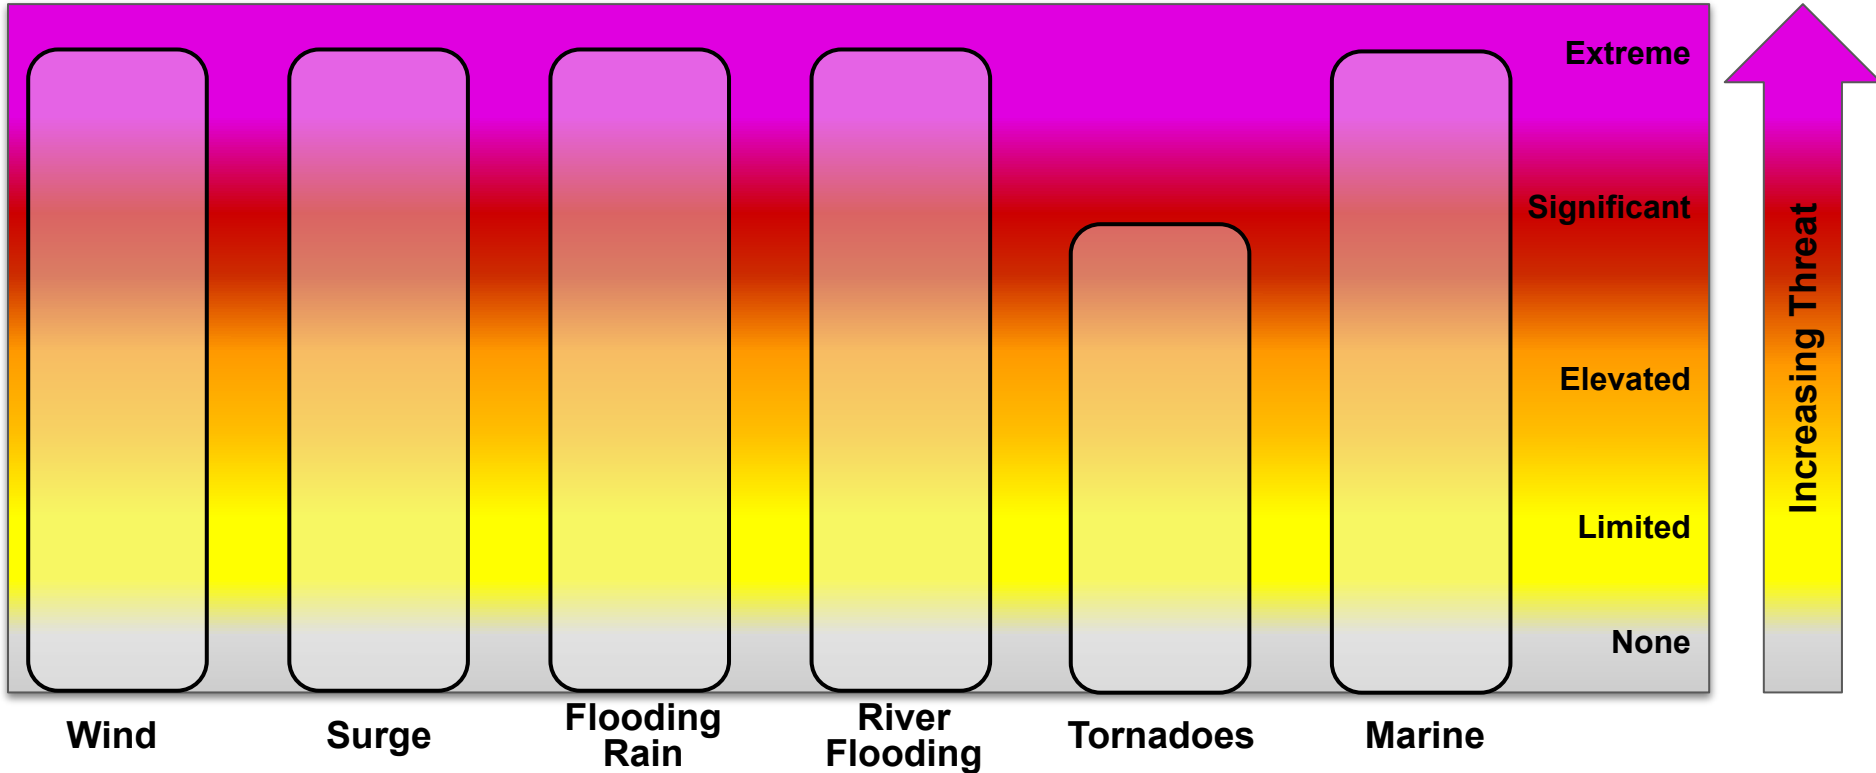 Extreme
Significant
Elevated
Limited
None
Increasing Threat
Wind
Surge
Flooding
Rain
River
Flooding
Tornadoes
Marine